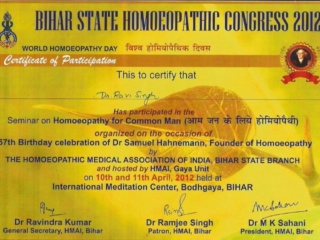 BIHAR STATE HOMOEOPATHIC CONGRESS 2012
WORLD HOMOEOPATHY DAY विश्व होमियोपैथिक दिवस
Certificate of Participation
This to certify that
Dr. Ravi Singh
Has participated in the
Seminar on Homoeopathy for Common Man (आम जन के लिये होमियोपैथी)
organized on the occasion of
57th Birthday celebration of Dr Samuel Hahnemann, Founder of Homoeopathy
by
THE HOMOEOPATHIC MEDICAL ASSOCIATION OF INDIA, BIHAR STATE BRANCH
and hosted by HMAI, Gaya Unit
on 10th and 11th April, 2012 held at
International Meditation Center, Bodhgaya, BIHAR
Dr Ravindra Kumar Dr Ramjee Singh Dr M K Sahani
General Secretary, HMAI, Bihar Patron, HMAI, Bihar President, HMAI, Bihar